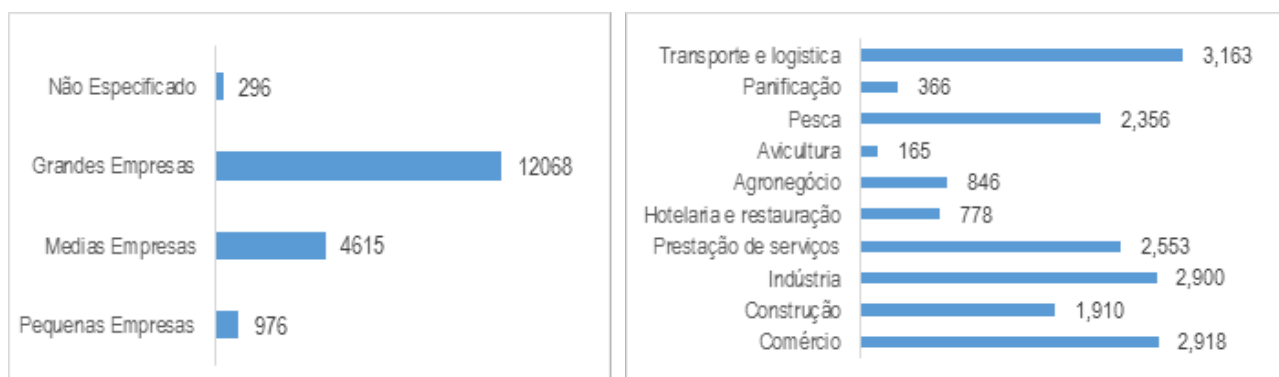 Não Especificado 296
Grandes Empresas 12068
Medias Empresas 4615
Pequenas Empresas 976
Transporte e logistica 3,163
Panificação 366
Pesca 2,356
Avicultura 165
Agronegócio 846
Hotelaria e restauração 778
Prestação de serviços 2,553
Indústria 2,900
Construção 1,910
Comércio 2,918